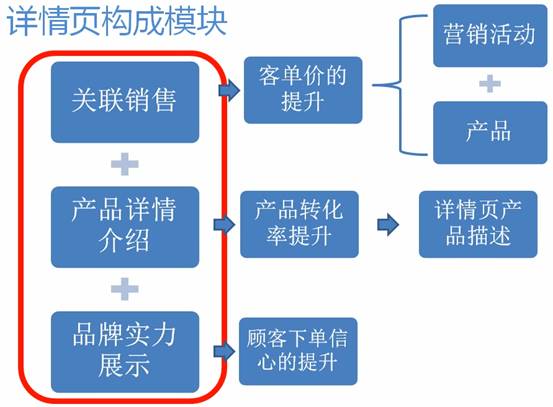 详情页构成模块
关联销售
客单价的
提升
营销活动
产品
产品详情
介绍
产品转化
率提升
详情页产
品描述
品牌实力
展示
顾客下单信
心的提升